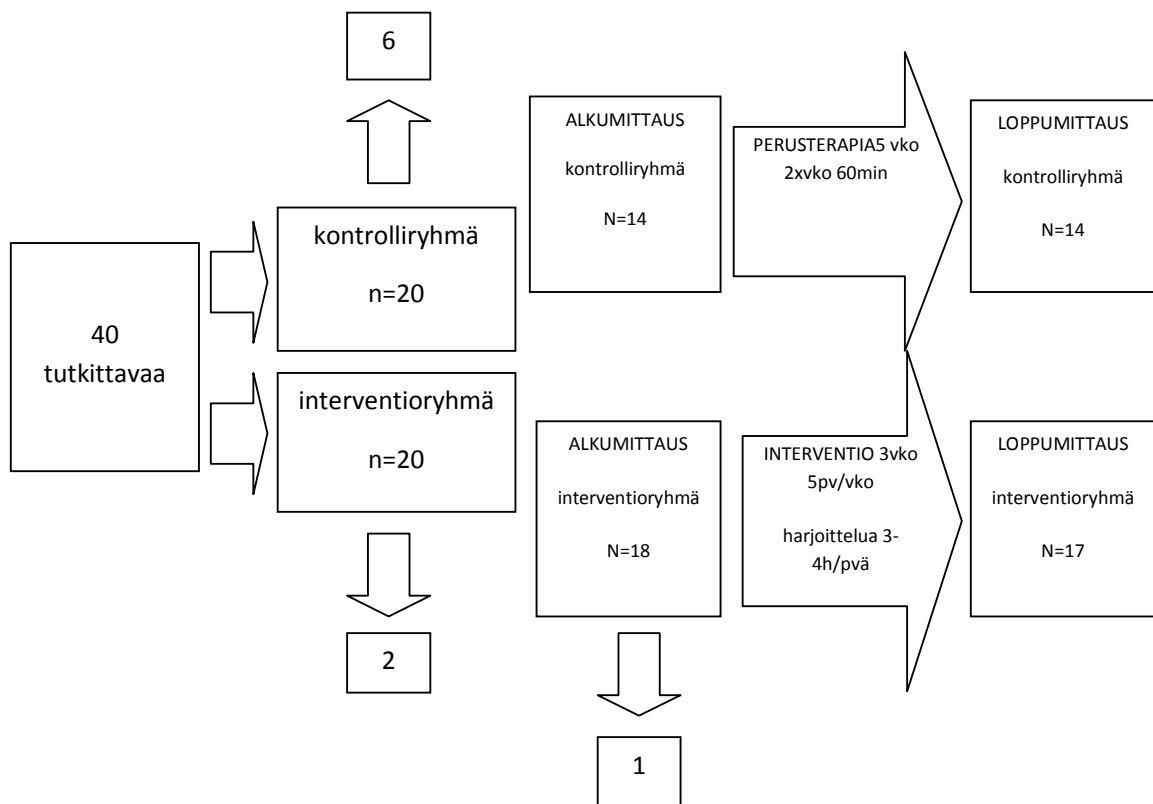 6
40
tutkittavaa
kontrolliryhmä
n=20
interventioryhmä
n=20
2
ALKUMITTAUS
kontrolliryhmä
N=14
PERUSTERAPIA5 vko
2xvko 60min
LOPPUMITTAUS
kontrolliryhmä
N=14
ALKUMITTAUS
interventioryhmä
N=18
1
INTERVENTIO 3vko
5pv/vko
harjoittelua 3-
4h/pvä
LOPPUMITTAUS
interventioryhmä
N=17